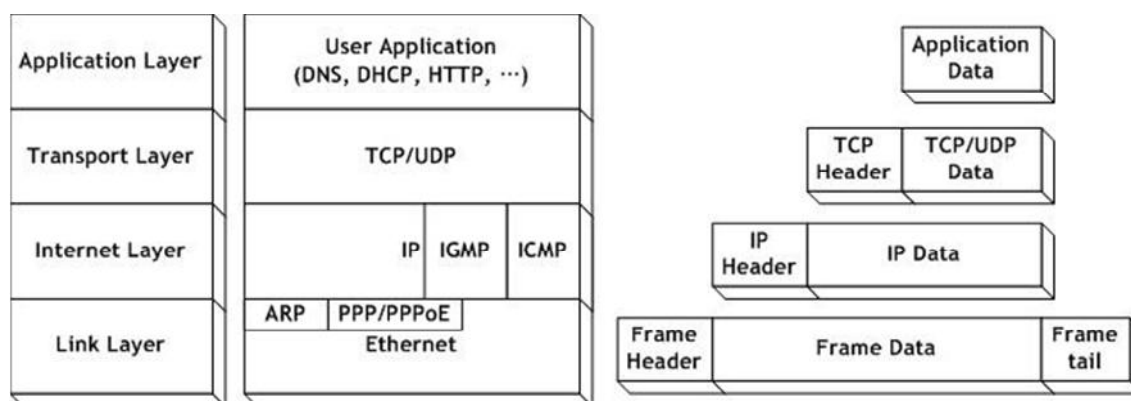 Application Layer
User Application
(DNS, DHCP, HTTP, ⋯)
Application
Data
Transport Layer
TCP/UDP
TCP
Header
TCP/UDP
Data
Internet Layer
IP
IGMP
ICMP
IP
Header
IP Data
Link Layer
ARP
PPP/PPPoE
Ethernet
Frame
Header
Frame Data
Frame
tail